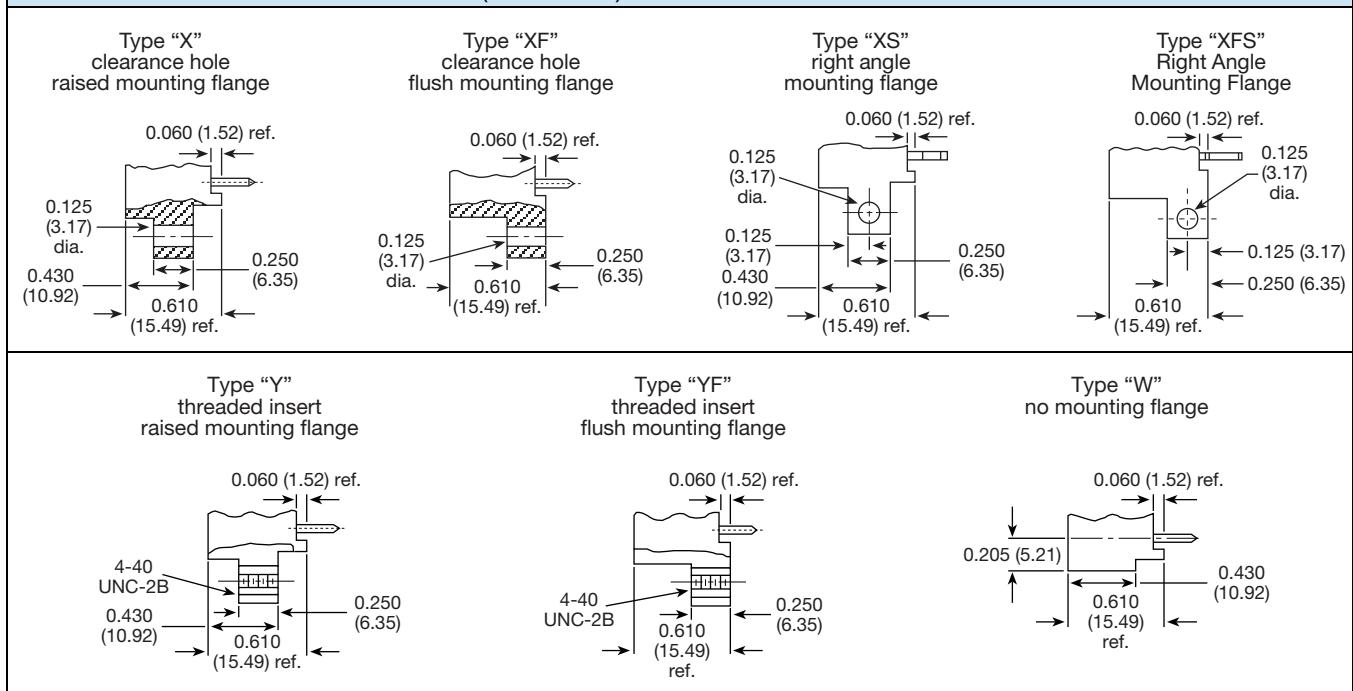 Type “X”
clearance hole
raised mounting flange
0.060 (1.52) ref.
0.125
(3.17)
dia.
0.430
(10.92)
0.250
(6.35)
0.610
(15.49) ref.
Type “XF”
clearance hole
flush mounting flange
0.060 (1.52) ref.
0.125
(3.17)
dia.
0.250
(6.35)
0.610
(15.49) ref.
Type “XS”
right angle
mounting flange
0.060 (1.52) ref.
0.125
(3.17)
dia.
0.125
(3.17)
0.430
(10.92)
0.250
(6.35)
0.610
(15.49) ref.
Type “XFS”
Right Angle
Mounting Flange
0.060 (1.52) ref.
0.125
(3.17)
dia.
0.125 (3.17)
0.250 (6.35)
0.610
(15.49) ref.
Type “Y”
threaded insert
raised mounting flange
0.060 (1.52) ref.
4-40
UNC-2B
0.430
(10.92)
0.250
(6.35)
0.610
(15.49) ref.
Type “YF”
threaded insert
flush mounting flange
0.060 (1.52) ref.
4-40
UNC-2B
0.250
(6.35)
0.610
(15.49)
ref.
Type “W”
no mounting flange
0.060 (1.52) ref.
0.205 (5.21)
0.430
(10.92)
0.610
(15.49)
ref.